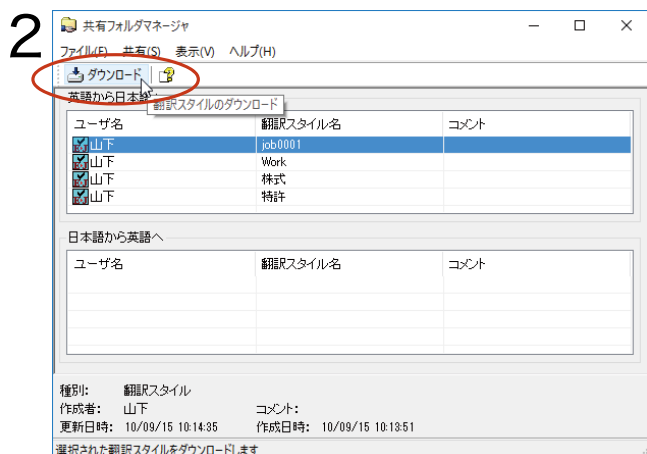 2
共有フォルダマネージャ
ファイル(F) 共有(S) 表示(V) ヘルプ(H)
ダウンロード
英語から日本語
翻訳スタイルのダウンロード
ユーザ名 翻訳スタイル名 コメント
山下 job0001
山下 Work
山下 株式
山下 特許
日本語から英語へ
ユーザ名 翻訳スタイル名 コメント
種別: 翻訳スタイル
作成者: 山下 コメント:
更新日時: 10/09/15 10:14:35 作成日時: 10/09/15 10:13:51
選択された翻訳スタイルをダウンロードします